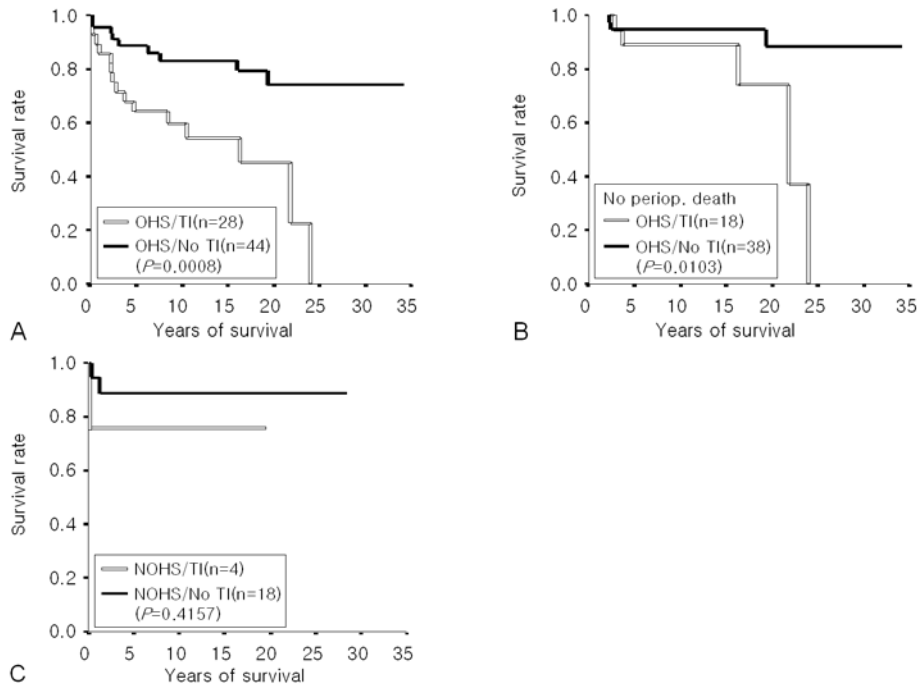 1.0
0.8
0.6
0.4
0.2
0.0
Survival rate
OHS/TI(n=28)
OHS/No TI(n=44)
(P=0.0008)
0 5 10 15 20 25 30 35
Years of survival
A
1.0
0.8
0.6
0.4
0.2
0.0
Survival rate
No periop. death
OHS/TI(n=18)
OHS/No TI(n=38)
(P=0.0103)
0 5 10 15 20 25 30 35
Years of survival
B
1.0
0.8
0.6
0.4
0.2
0.0
Survival rate
NOHS/TI(n=4)
NOHS/No TI(n=18)
(P=0.4157)
0 5 10 15 20 25 30 35
Years of survival
C